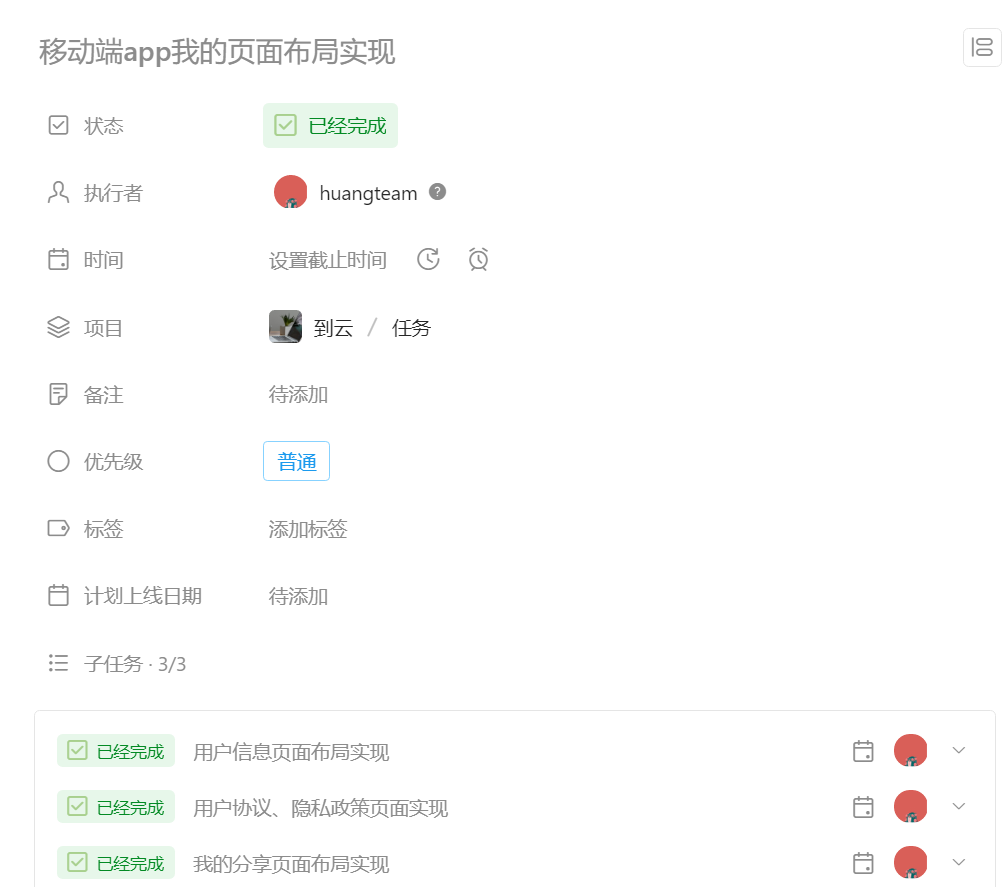 移动端app我的页面布局实现
状态 已经完成
执行者 huangteam ?
时间 设置截止时间
项目 到云 / 任务
备注 待添加
优先级 普通
标签 添加标签
计划上线日期 待添加
子任务 · 3/3
已经完成 用户信息页面布局实现
已经完成 用户协议、隐私政策页面实现
已经完成 我的分享页面布局实现